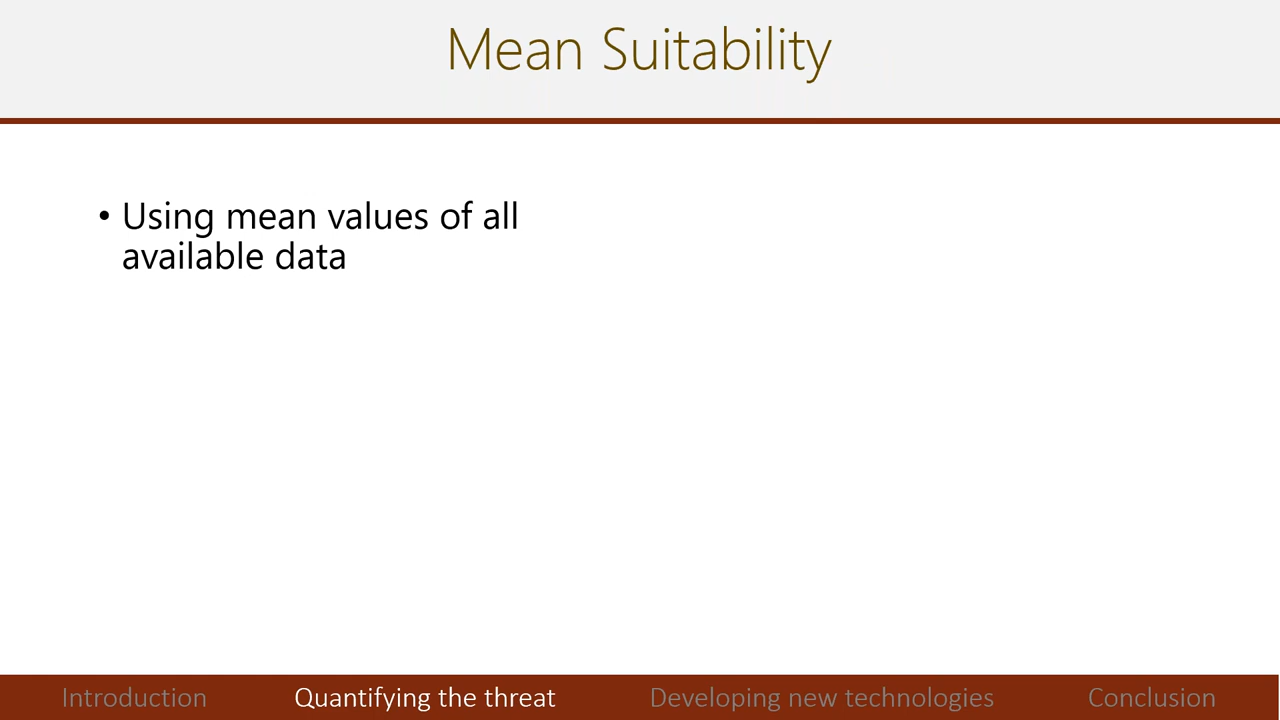 Mean Suitability
• Using mean values of all
available data
Introduction
Quantifying the threat
Developing new technologies
Conclusion